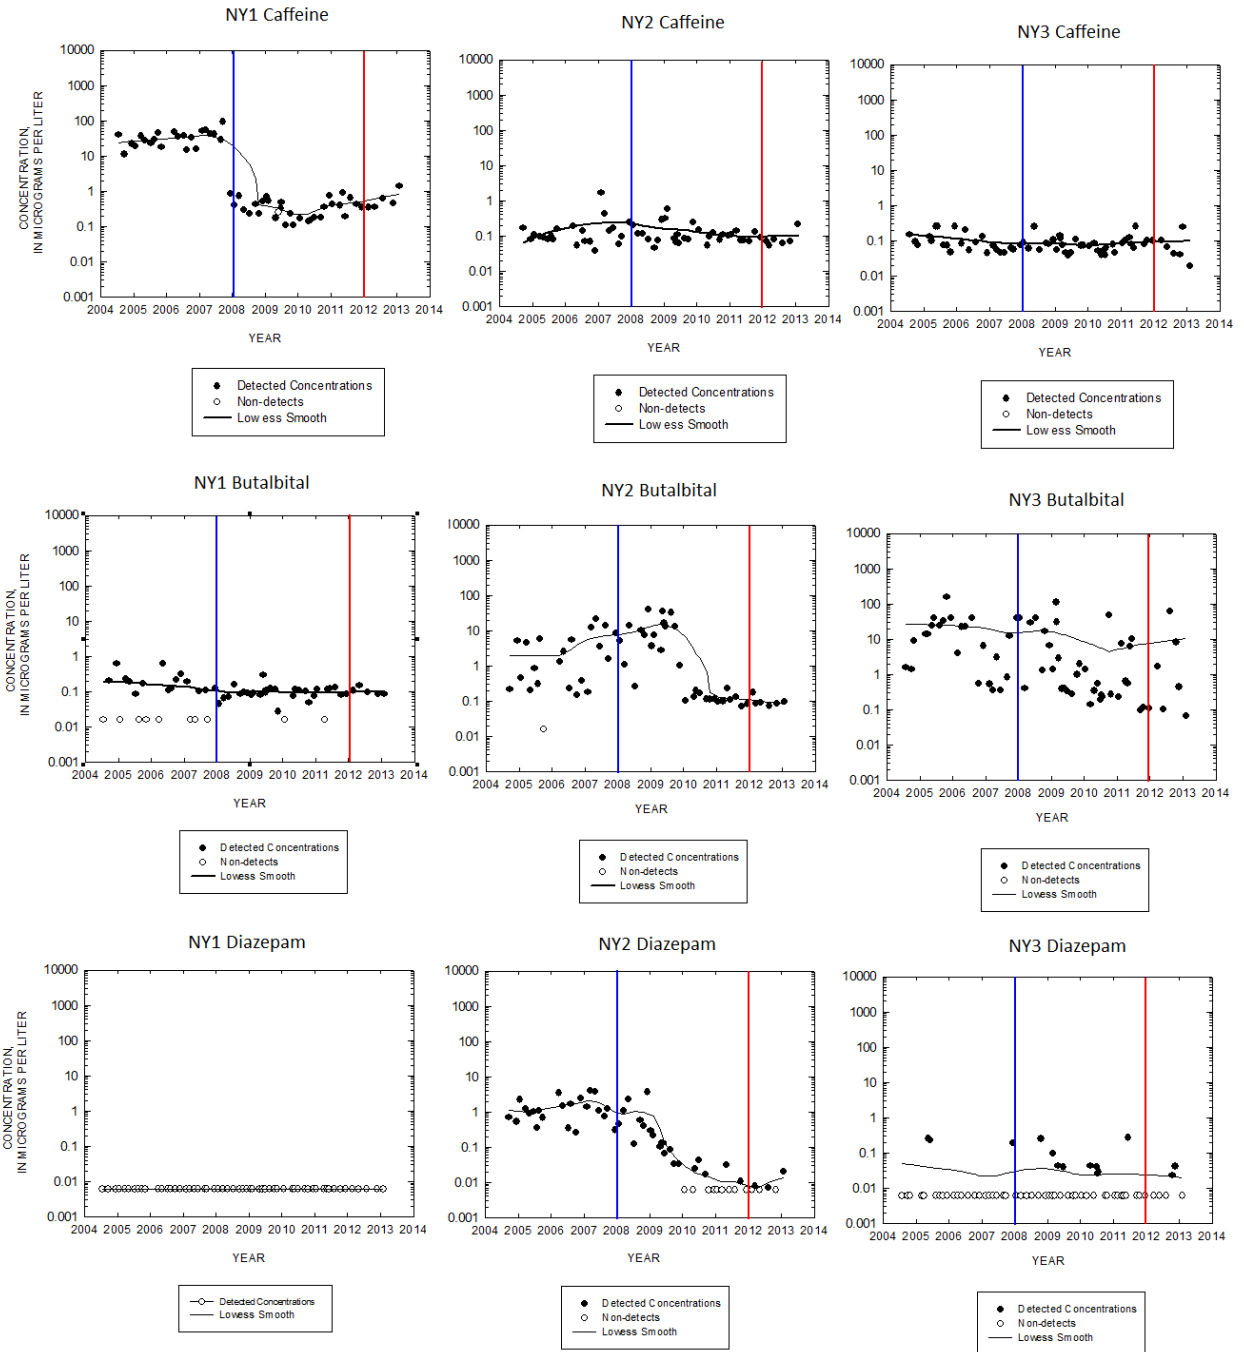 NY1 Caffeine
NY2 Caffeine
NY3 Caffeine
CONCENTRATION,
IN MICROGRAMS PER LITER
10000
1000
100
10
1
0.1
0.01
0.001
2004 2005 2006 2007 2008 2009 2010 2011 2012 2013 2014
YEAR
10000
1000
100
10
1
0.1
0.01
0.001
2004 2005 2006 2007 2008 2009 2010 2011 2012 2013 2014
YEAR
10000
1000
100
10
1
0.1
0.01
0.001
2004 2005 2006 2007 2008 2009 2010 2011 2012 2013 2014
YEAR
Detected Concentrations
Non-detects
Low ess Smooth
Detected Concentrations
Non-detects
Low ess Smooth
Detected Concentrations
Non-detects
Low ess Smooth
NY1 Butalbital
NY2 Butalbital
NY3 Butalbital
CONCENTRATION,
IN MICROGRAMS PER LITER
10000
1000
100
10
1
0.1
0.01
0.001
2004 2005 2006 2007 2008 2009 2010 2011 2012 2013 2014
YEAR
10000
1000
100
10
1
0.1
0.01
0.001
2004 2005 2006 2007 2008 2009 2010 2011 2012 2013 2014
YEAR
10000
1000
100
10
1
0.1
0.01
0.001
2004 2005 2006 2007 2008 2009 2010 2011 2012 2013 2014
YEAR
Detected Concentrations
Non-detects
Lowess Smooth
Detected Concentrations
Non-detects
Lowess Smooth
Detected Concentrations
Non-detects
Lowess Smooth
NY1 Diazepam
NY2 Diazepam
NY3 Diazepam
CONCENTRATION,
IN MICROGRAMS PER LITER
10000
1000
100
10
1
0.1
0.01
0.001
2004 2005 2006 2007 2008 2009 2010 2011 2012 2013 2014
YEAR
10000
1000
100
10
1
0.1
0.01
0.001
2004 2005 2006 2007 2008 2009 2010 2011 2012 2013 2014
YEAR
10000
1000
100
10
1
0.1
0.01
0.001
2004 2005 2006 2007 2008 2009 2010 2011 2012 2013 2014
YEAR
Detected Concentrations
Lowess Smooth
Detected Concentrations
Non-detects
Lowess Smooth
Detected Concentrations
Non-detects
Lowess Smooth